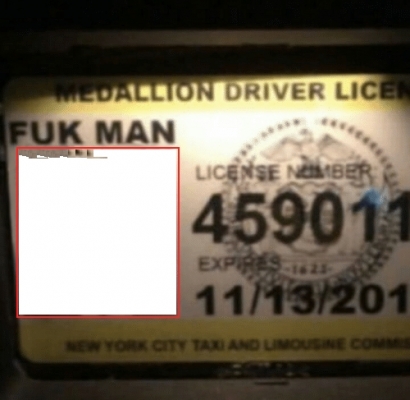 MEDALLION DRIVER LICEN
FUK MAN
LICENSE NUMBER
459011
EXPIRES
-1625-
11/13/201
NEW YORK CITY TAXI AND LIMOUSINE COMMIS